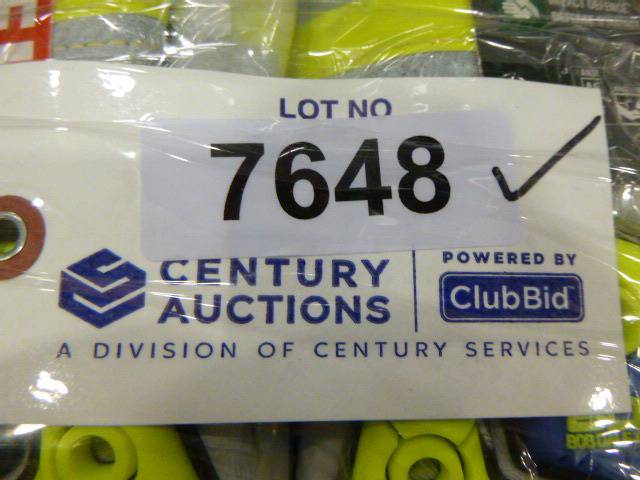 LOT NO
7648
CENTURY
AUCTIONS
POWERED BY
ClubBid
A DIVISION OF CENTURY SERVICES